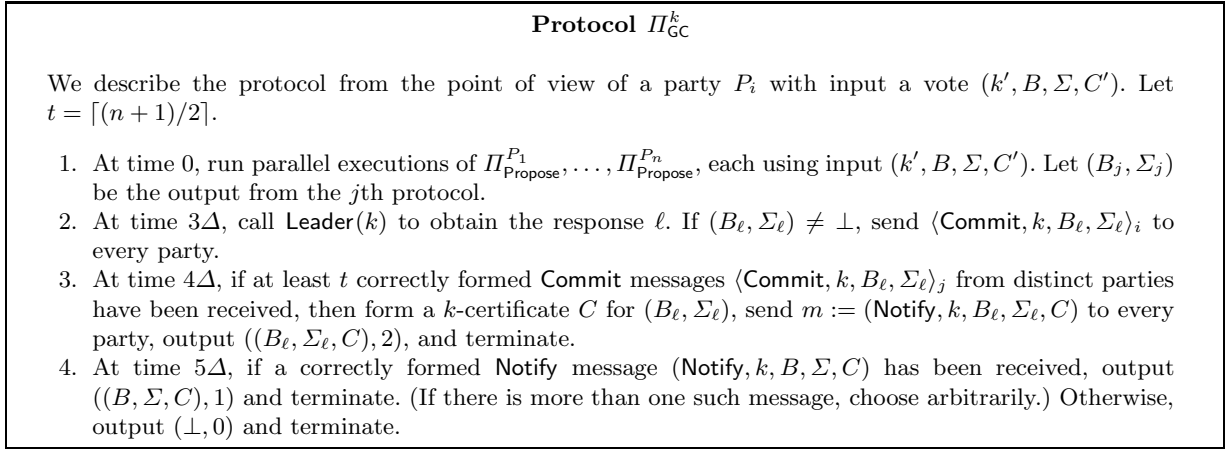 Protocol Π^k_GC
We describe the protocol from the point of view of a party P_i with input a vote (k′, B, Σ, C′). Let
t = ⌈(n + 1)/2⌉.
1. At time 0, run parallel executions of Π^{P_1}_Propose, . . . , Π^{P_n}_Propose, each using input (k′, B, Σ, C′). Let (B_j, Σ_j)
be the output from the jth protocol.
2. At time 3Δ, call Leader(k) to obtain the response ℓ. If (B_ℓ, Σ_ℓ) ≠ ⊥, send ⟨Commit, k, B_ℓ, Σ_ℓ⟩_i to
every party.
3. At time 4Δ, if at least t correctly formed Commit messages ⟨Commit, k, B_ℓ, Σ_ℓ⟩_j from distinct parties
have been received, then form a k-certificate C for (B_ℓ, Σ_ℓ), send m := (Notify, k, B_ℓ, Σ_ℓ, C) to every
party, output ((B_ℓ, Σ_ℓ, C), 2), and terminate.
4. At time 5Δ, if a correctly formed Notify message (Notify, k, B, Σ, C) has been received, output
((B, Σ, C), 1) and terminate. (If there is more than one such message, choose arbitrarily.) Otherwise,
output (⊥, 0) and terminate.